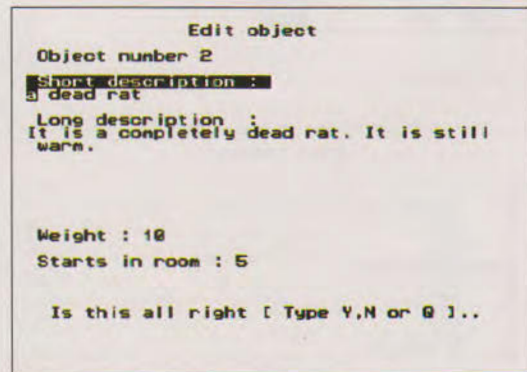 Edit object
Object number 2
Short description :
a dead rat
Long description :
It is a completely dead rat. It is still
warm.
Weight : 10
Starts in room : 5
Is this all right [ Type Y,N or Q ]..